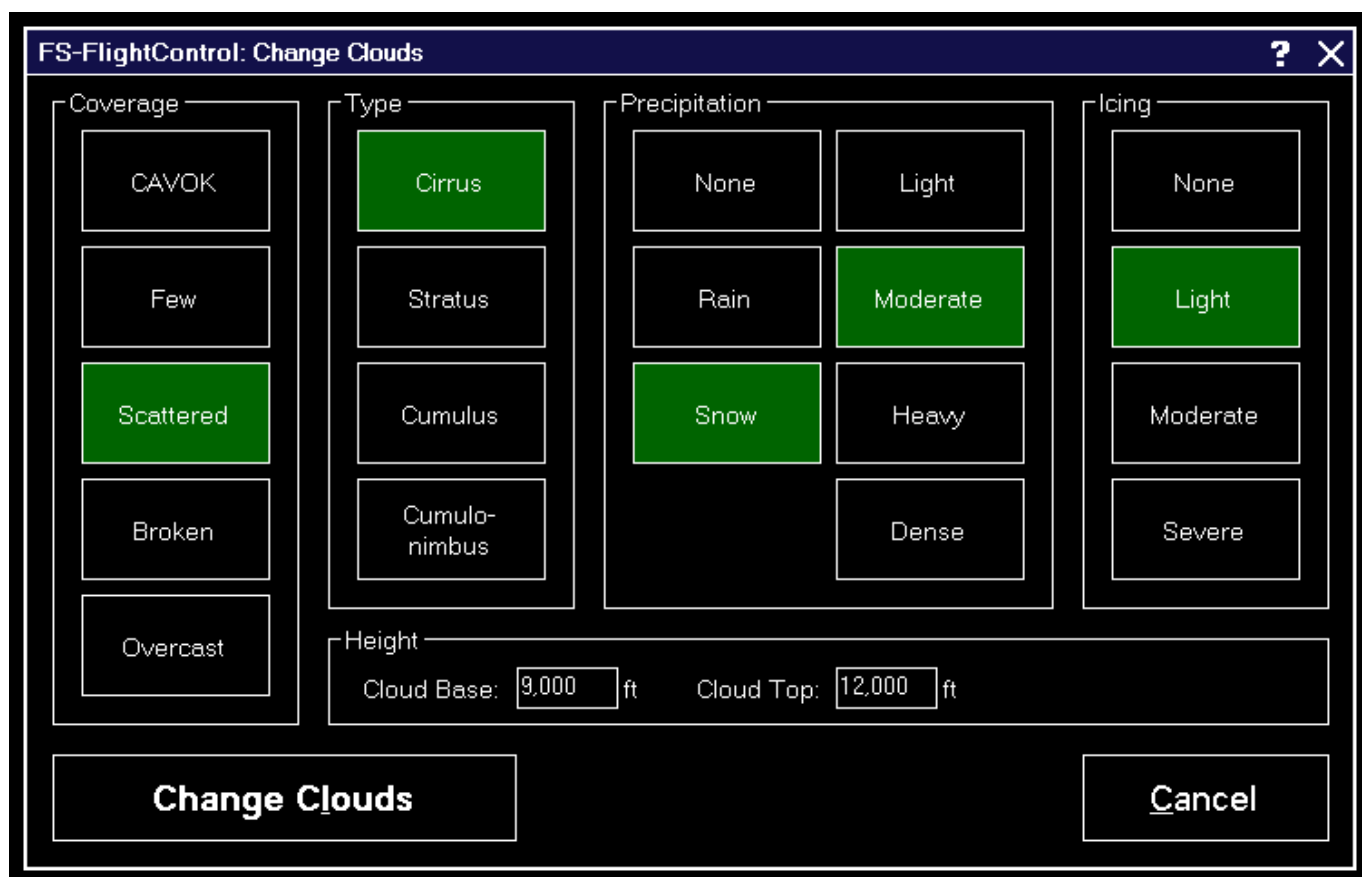 FS-FlightControl: Change Clouds
?
Coverage
CAVOK
Few
Scattered
Broken
Overcast
Type
Cirrus
Stratus
Cumulus
Cumulo-
nimbus
Precipitation
None
Light
Rain
Moderate
Snow
Heavy
Dense
Icing
None
Light
Moderate
Severe
Height
Cloud Base: 9,000 ft Cloud Top: 12,000 ft
Change Clouds
Cancel